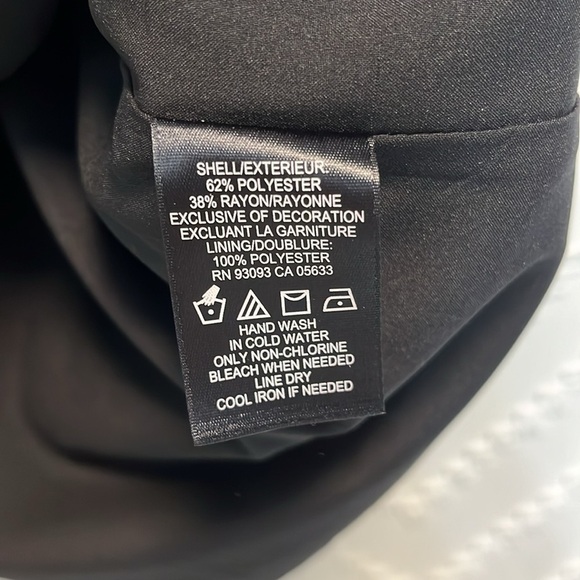 SHELL/EXTERIEUR:
62% POLYESTER
38% RAYON/RAYONNE
EXCLUSIVE OF DECORATION
EXCLUANT LA GARNITURE
LINING/DOUBLURE:
100% POLYESTER
RN 93093 CA 05633
HAND WASH
IN COLD WATER
ONLY NON-CHLORINE
BLEACH WHEN NEEDED
LINE DRY
COOL IRON IF NEEDED